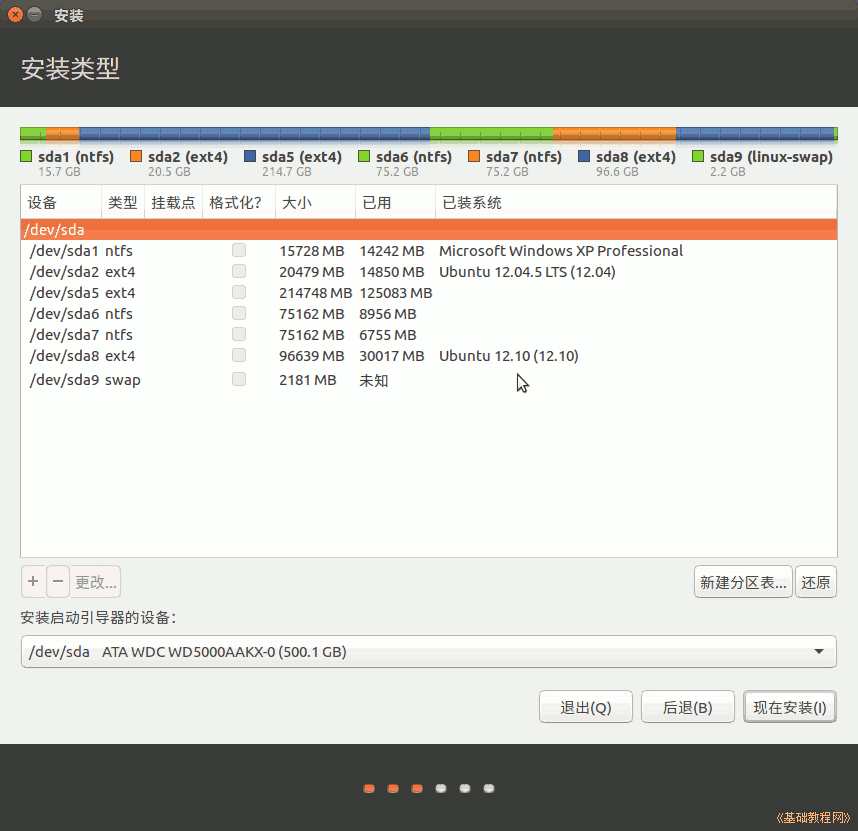 安装
安装类型
sda1 (ntfs) sda2 (ext4) sda5 (ext4) sda6 (ntfs) sda7 (ntfs) sda8 (ext4) sda9 (linux-swap)
15.7 GB 20.5 GB 214.7 GB 75.2 GB 75.2 GB 96.6 GB 2.2 GB
设备 类型 挂载点 格式化? 大小 已用 已装系统
/dev/sda
/dev/sda1 ntfs 15728 MB 14242 MB Microsoft Windows XP Professional
/dev/sda2 ext4 20479 MB 14850 MB Ubuntu 12.04.5 LTS (12.04)
/dev/sda5 ext4 214748 MB 125083 MB
/dev/sda6 ntfs 75162 MB 8956 MB
/dev/sda7 ntfs 75162 MB 6755 MB
/dev/sda8 ext4 96639 MB 30017 MB Ubuntu 12.10 (12.10)
/dev/sda9 swap 2181 MB 未知
+ − 更改... 新建分区表... 还原
安装启动引导器的设备:
/dev/sda ATA WDC WD5000AAKX-0 (500.1 GB)
退出(Q) 后退(B) 现在安装(I)
《基础教程网》